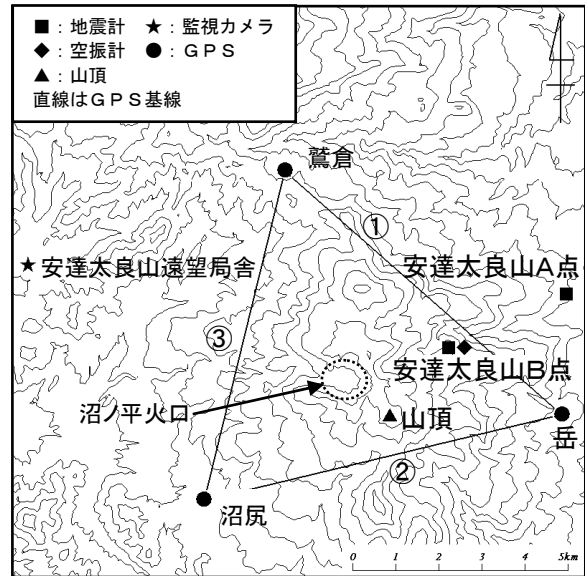 ■：地震計 ★：監視カメラ
◆：空振計 ●：ＧＰＳ
▲：山頂
直線はＧＰＳ基線
鷲倉
①
★安達太良山遠望局舎
安達太良山A点
③
安達太良山B点
沼ノ平火口
山頂
岳
②
沼尻
0 1 2 3 4 5km